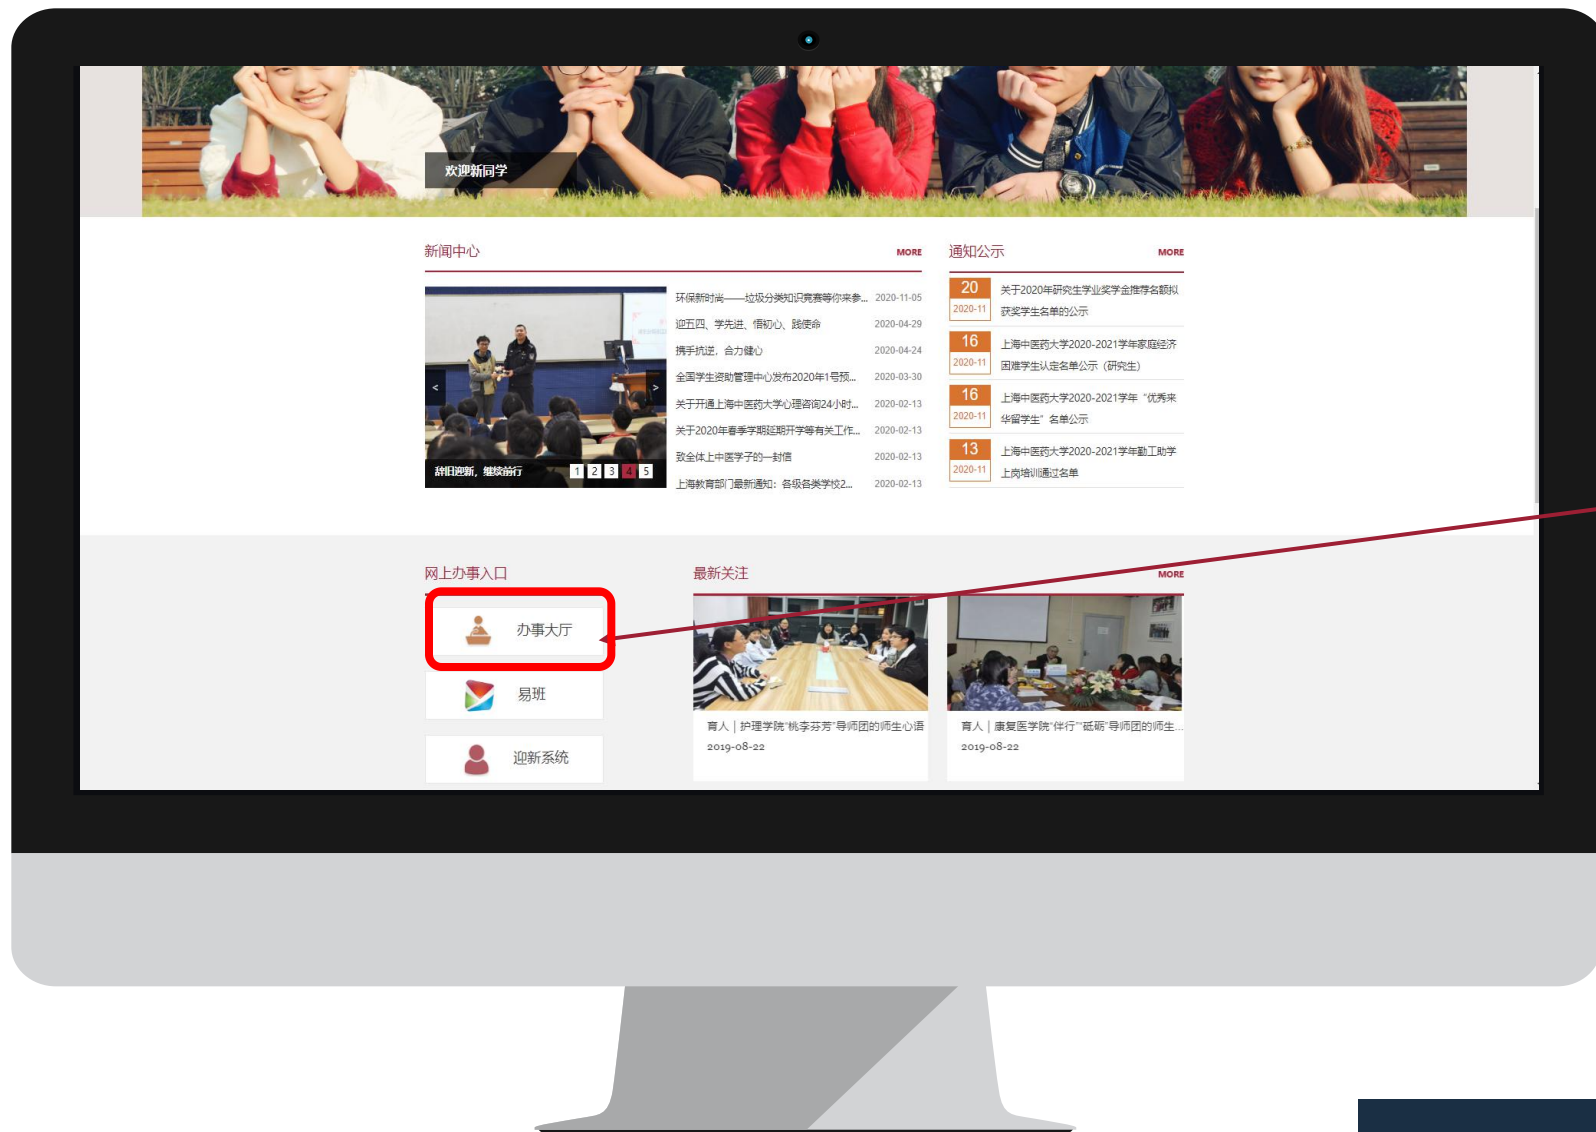 欢迎新同学
新闻中心
MORE
环保新时尚——垃圾分类知识竞赛等你来参... 2020-11-05
迎五四、学先进、悟初心、践使命 2020-04-29
携手抗逆，合力健心 2020-04-24
全国学生资助管理中心发布2020年1号预... 2020-03-30
关于开通上海中医药大学心理咨询24小时... 2020-02-13
关于2020年春季学期延期开学等有关工作... 2020-02-13
致全体上中医学子的一封信 2020-02-13
上海教育部门最新通知：各级各类学校2... 2020-02-13
< >
辞旧迎新，继续前行 1 2 3 4 5
通知公示
MORE
20
2020-11
关于2020年研究生学业奖学金推荐名额拟
获奖学生名单的公示
16
2020-11
上海中医药大学2020-2021学年家庭经济
困难学生认定名单公示（研究生）
16
2020-11
上海中医药大学2020-2021学年“优秀来
华留学生”名单公示
13
2020-11
上海中医药大学2020-2021学年勤工助学
上岗培训通过名单
网上办事入口
办事大厅
易班
迎新系统
最新关注
MORE
育人｜护理学院“桃李芬芳”导师团的师生心语
2019-08-22
育人｜康复医学院“伴行”“砥砺”导师团的师生...
2019-08-22